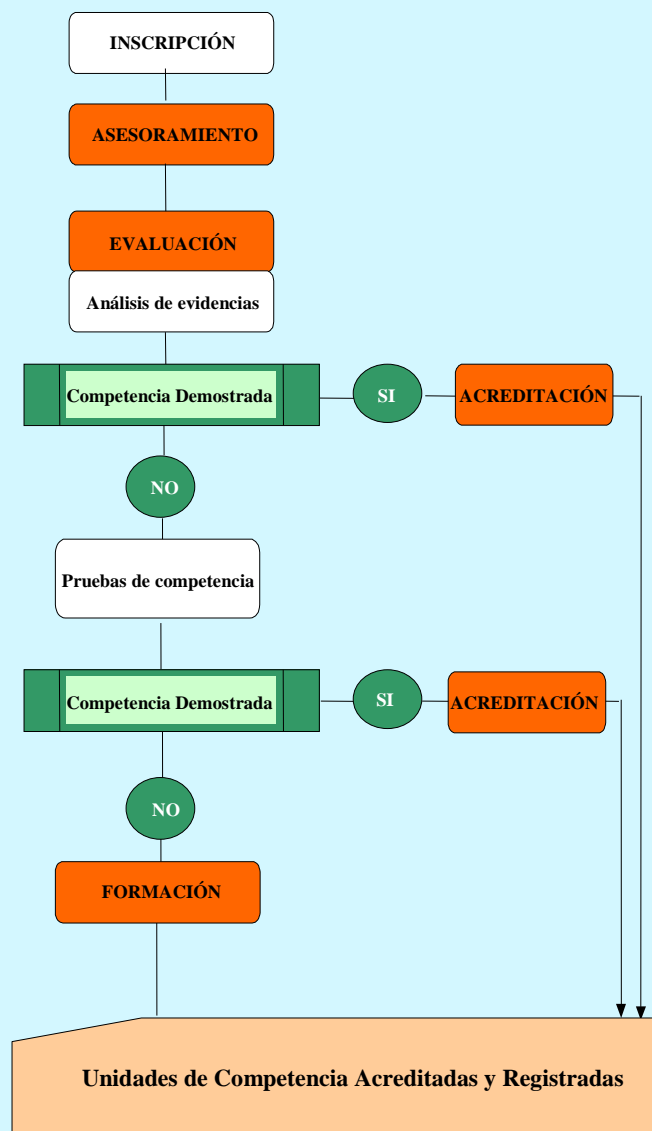 INSCRIPCIÓN
ASESORAMIENTO
EVALUACIÓN
Análisis de evidencias
Competencia Demostrada
SI
ACREDITACIÓN
NO
Pruebas de competencia
Competencia Demostrada
SI
ACREDITACIÓN
NO
FORMACIÓN
Unidades de Competencia Acreditadas y Registradas